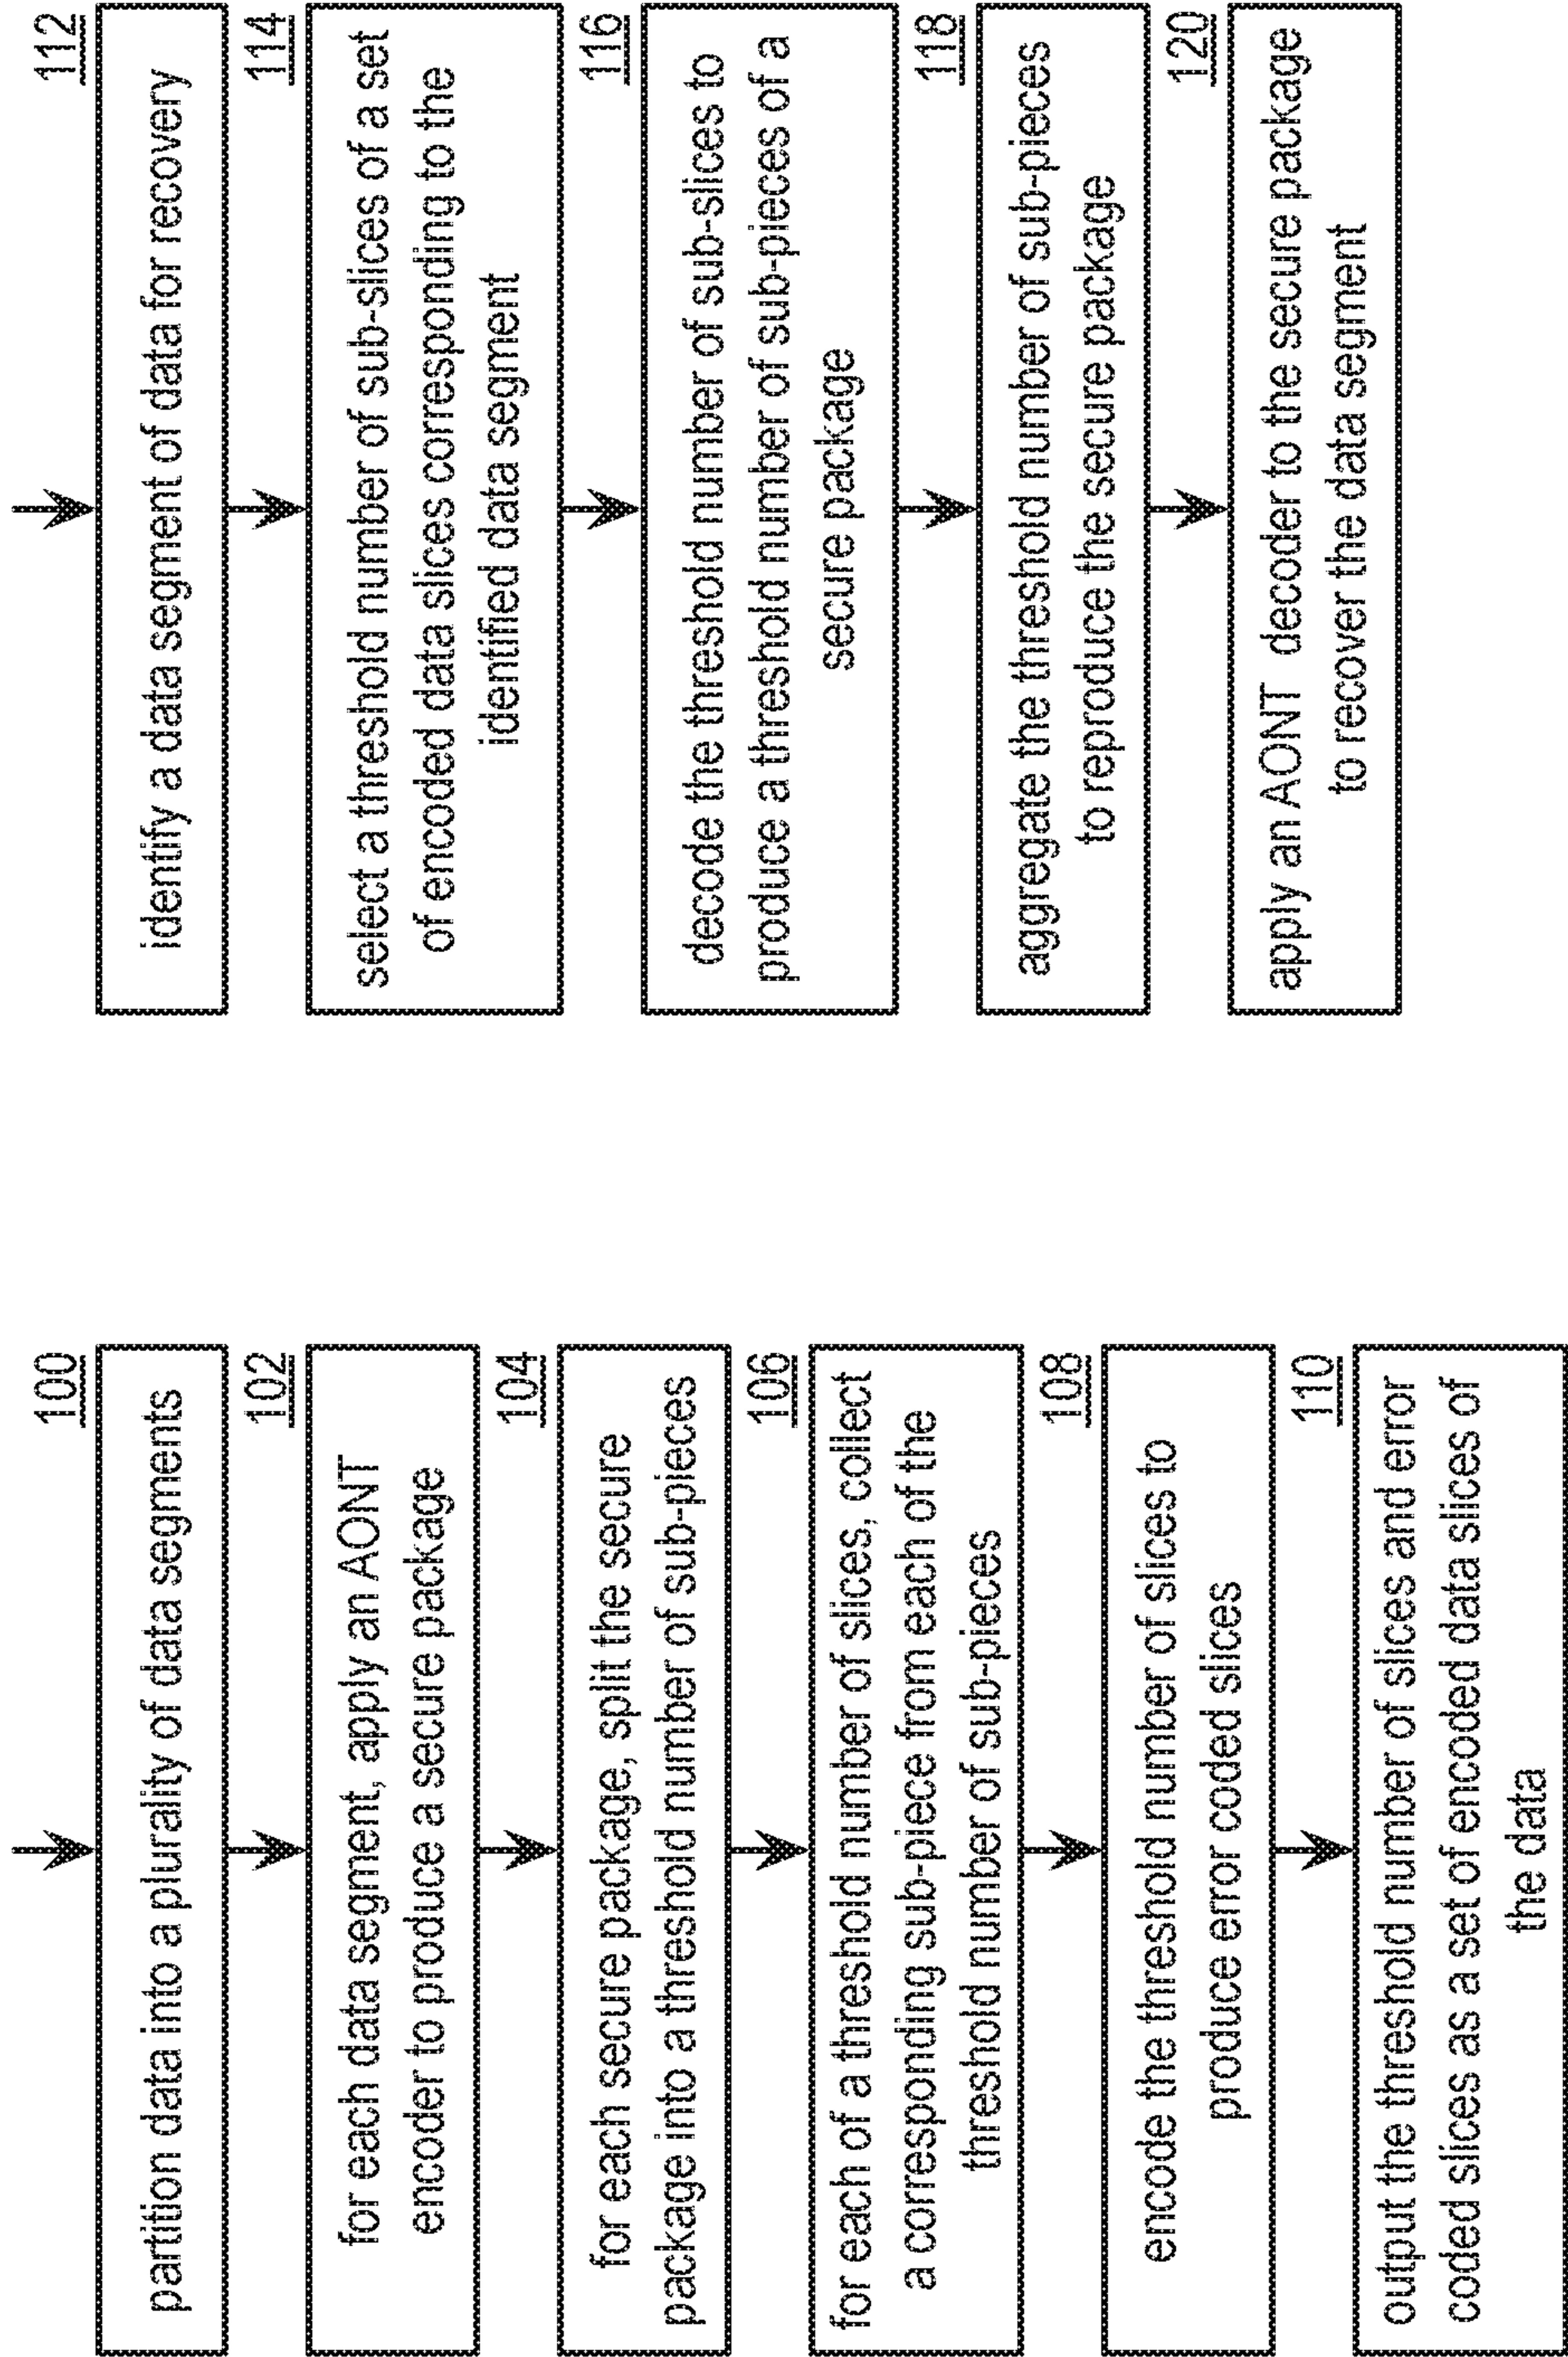 100
partition data into a plurality of data segments
102
for each data segment, apply an AONT
encoder to produce a secure package
104
for each secure package, split the secure
package into a threshold number of sub-pieces
106
for each of a threshold number of slices, collect
a corresponding sub-piece from each of the
threshold number of sub-pieces
108
encode the threshold number of slices to
produce error coded slices
110
output the threshold number of slices and error
coded slices as a set of encoded data slices of
the data
112
identify a data segment of data for recovery
114
select a threshold number of sub-slices of a set
of encoded data slices corresponding to the
identified data segment
116
decode the threshold number of sub-slices to
produce a threshold number of sub-pieces of a
secure package
118
aggregate the threshold number of sub-pieces
to reproduce the secure package
120
apply an AONT decoder to the secure package
to recover the data segment